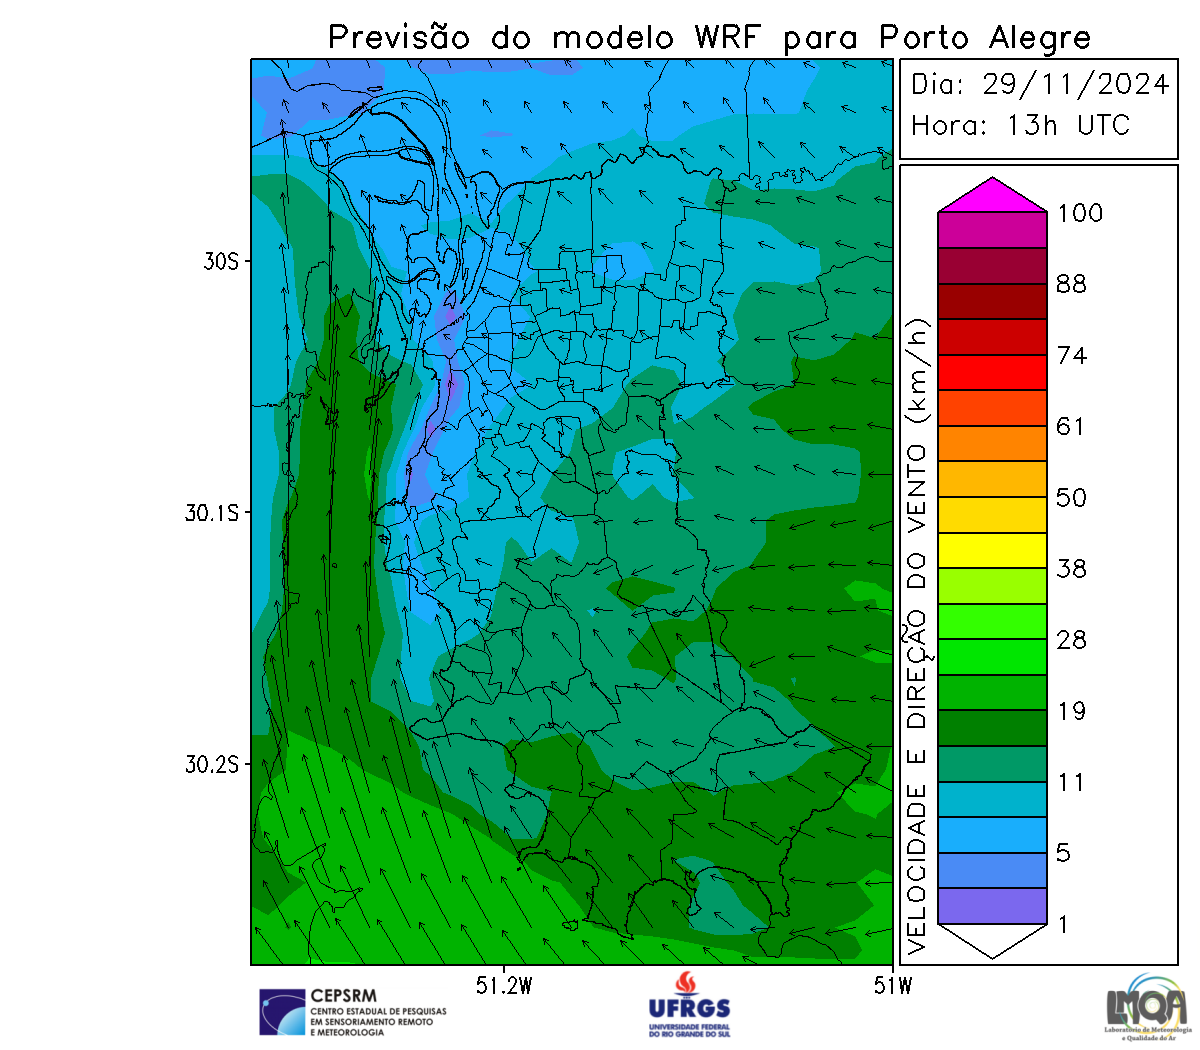 Previsão do modelo WRF para Porto Alegre
Dia: 29/11/2024
Hora: 13h UTC
100
88
74
61
50
38
28
19
11
5
1
VELOCIDADE E DIREÇÃO DO VENTO (km/h)
30S
30.1S
30.2S
51.2W
51W
CEPSRM
CENTRO ESTADUAL DE PESQUISAS
EM SENSORIAMENTO REMOTO
E METEOROLOGIA
UFRGS
UNIVERSIDADE FEDERAL
DO RIO GRANDE DO SUL
LMQA
Laboratório de Meteorologia
e Qualidade do Ar